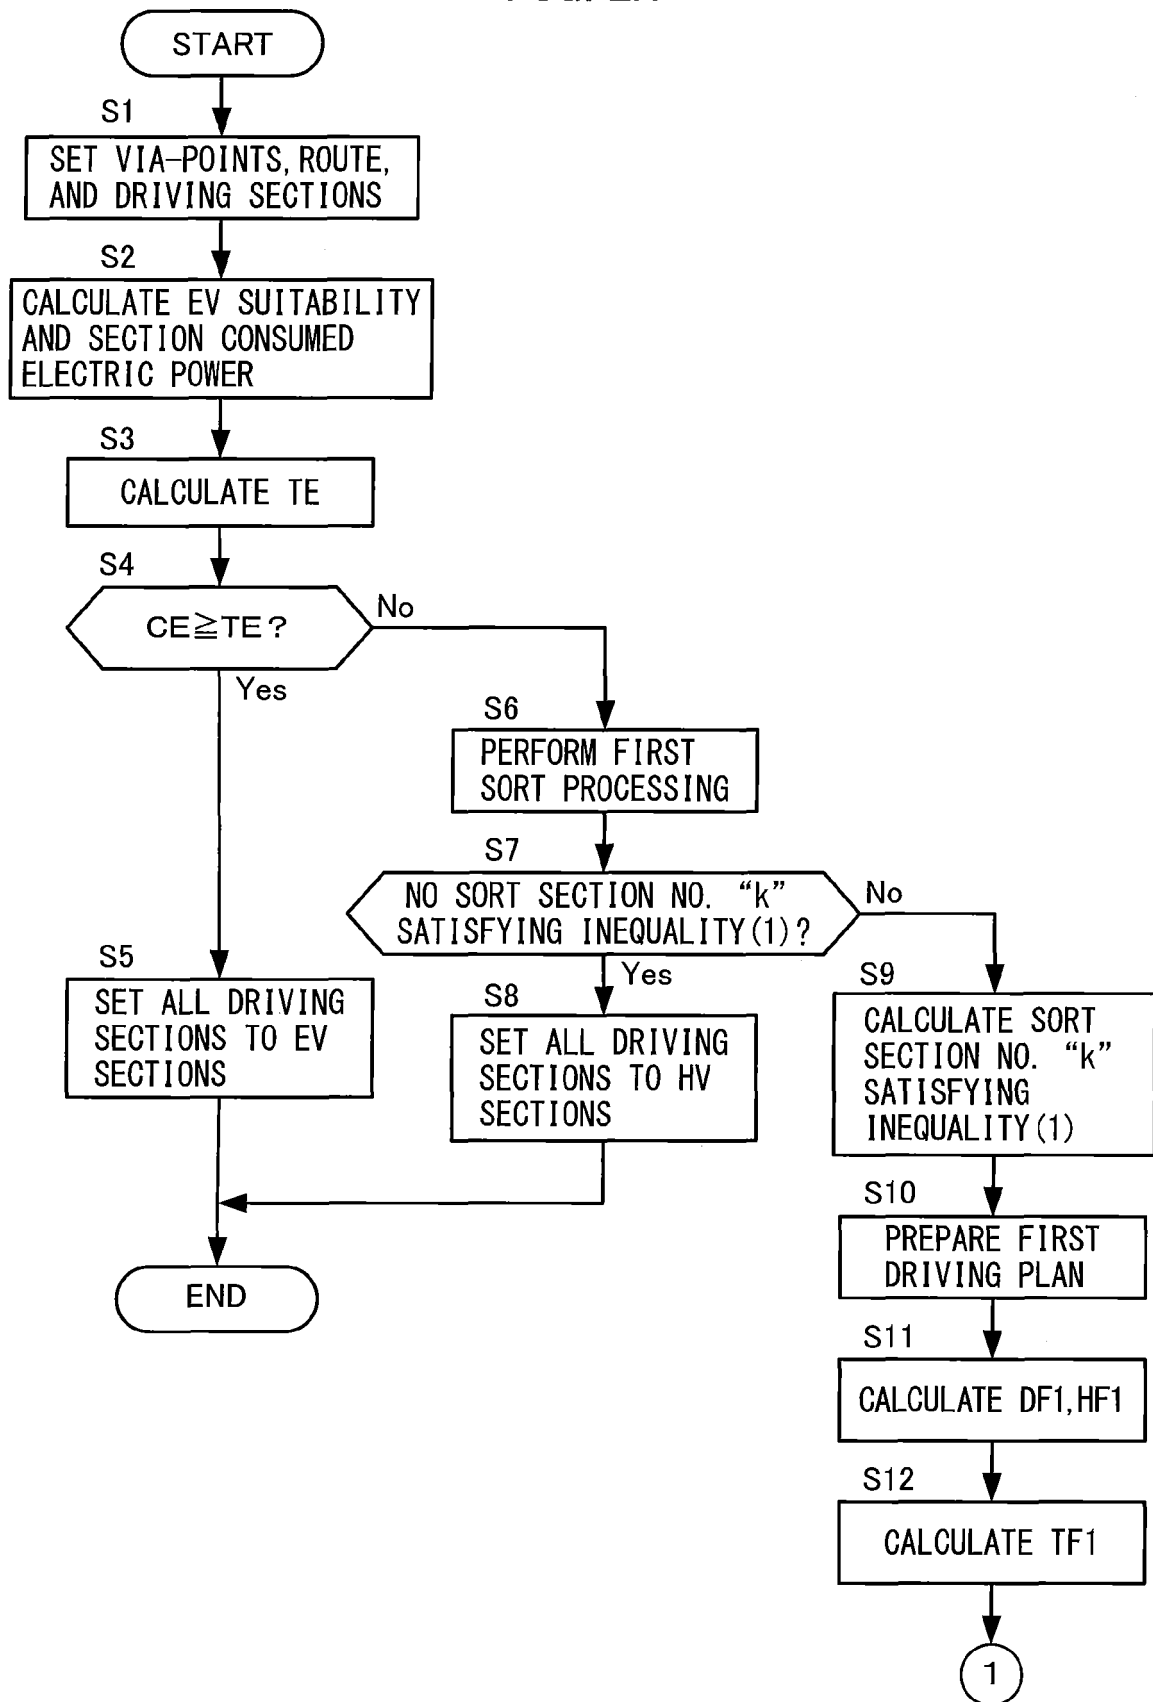 START
S1
SET VIA-POINTS, ROUTE,
AND DRIVING SECTIONS
S2
CALCULATE EV SUITABILITY
AND SECTION CONSUMED
ELECTRIC POWER
S3
CALCULATE TE
S4
CE≧TE?
No
Yes
S6
PERFORM FIRST
SORT PROCESSING
S7
NO SORT SECTION NO. “k”
SATISFYING INEQUALITY(1)?
No
Yes
S5
SET ALL DRIVING
SECTIONS TO EV
SECTIONS
S8
SET ALL DRIVING
SECTIONS TO HV
SECTIONS
S9
CALCULATE SORT
SECTION NO. “k”
SATISFYING
INEQUALITY(1)
S10
PREPARE FIRST
DRIVING PLAN
END
S11
CALCULATE DF1, HF1
S12
CALCULATE TF1
1